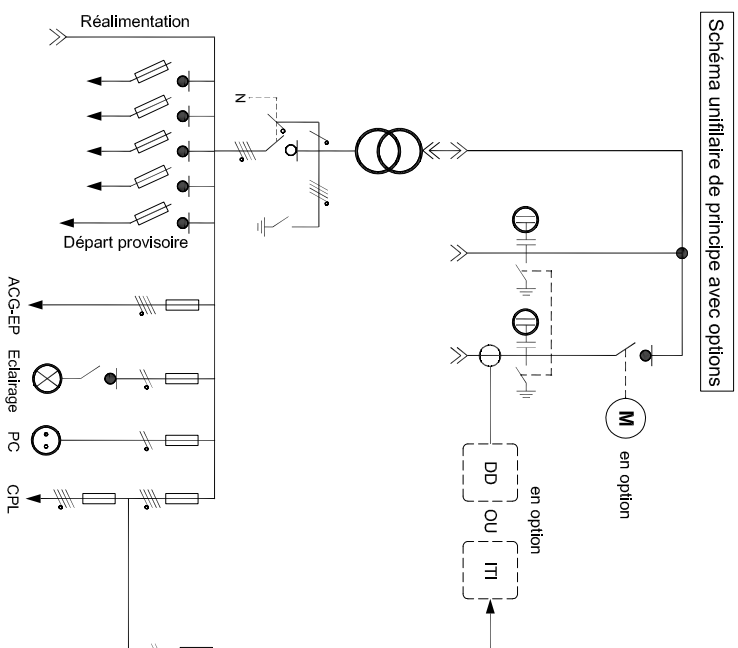 Schéma unifilaire de principe avec options
Réalimentation
N
Départ provisoire
ACG-EP
Eclairage
PC
CPL
M
en option
DD
OU
ITI
en option